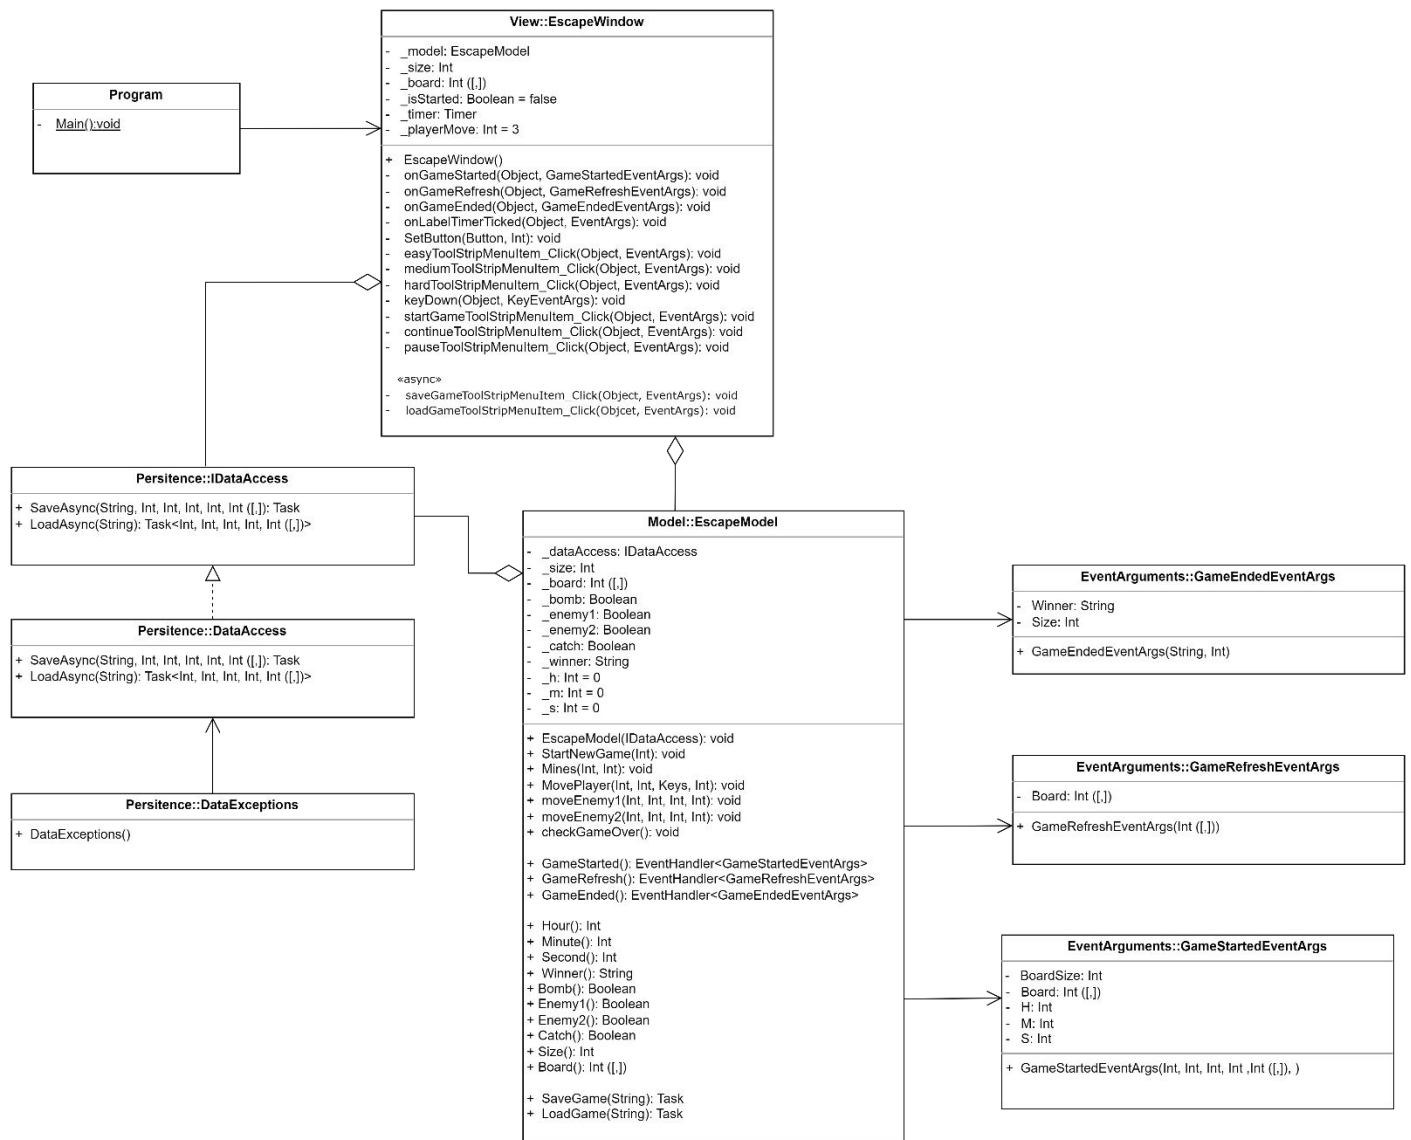 View::EscapeWindow
- _model: EscapeModel
- _size: Int
- _board: Int ([,])
- _isStarted: Boolean = false
- _timer: Timer
- _playerMove: Int = 3
+ EscapeWindow()
- onGameStarted(Object, GameStartedEventArgs): void
- onGameRefresh(Object, GameRefreshEventArgs): void
- onGameEnded(Object, GameEndedEventArgs): void
- onLabelTimerTicked(Object, EventArgs): void
- SetButton(Button, Int): void
- easyToolStripMenuItem_Click(Object, EventArgs): void
- mediumToolStripMenuItem_Click(Object, EventArgs): void
- hardToolStripMenuItem_Click(Object, EventArgs): void
- keyDown(Object, KeyEventArgs): void
- startGameToolStripMenuItem_Click(Object, EventArgs): void
- continueToolStripMenuItem_Click(Object, EventArgs): void
- pauseToolStripMenuItem_Click(Object, EventArgs): void
«async»
- saveGameToolStripMenuItem_Click(Object, EventArgs): void
- loadGameToolStripMenuItem_Click(Objcet, EventArgs): void
Program
- Main():void
Persitence::IDataAccess
+ SaveAsync(String, Int, Int, Int, Int, Int ([,]): Task
+ LoadAsync(String): Task<Int, Int, Int, Int, Int ([,])>
Persitence::DataAccess
+ SaveAsync(String, Int, Int, Int, Int, Int ([,]): Task
+ LoadAsync(String): Task<Int, Int, Int, Int, Int ([,])>
Persitence::DataExceptions
+ DataExceptions()
Model::EscapeModel
- _dataAccess: IDataAccess
- _size: Int
- _board: Int ([,])
- _bomb: Boolean
- _enemy1: Boolean
- _enemy2: Boolean
- _catch: Boolean
- _winner: String
- _h: Int = 0
- _m: Int = 0
- _s: Int = 0
+ EscapeModel(IDataAccess): void
+ StartNewGame(Int): void
+ Mines(Int, Int): void
+ MovePlayer(Int, Int, Keys, Int): void
+ moveEnemy1(Int, Int, Int, Int): void
+ moveEnemy2(Int, Int, Int, Int): void
+ checkGameOver(): void
+ GameStarted(): EventHandler<GameStartedEventArgs>
+ GameRefresh(): EventHandler<GameRefreshEventArgs>
+ GameEnded(): EventHandler<GameEndedEventArgs>
+ Hour(): Int
+ Minute(): Int
+ Second(): Int
+ Winner(): String
+ Bomb(): Boolean
+ Enemy1(): Boolean
+ Enemy2(): Boolean
+ Catch(): Boolean
+ Size(): Int
+ Board(): Int ([,])
+ SaveGame(String): Task
+ LoadGame(String): Task
EventArguments::GameEndedEventArgs
- Winner: String
- Size: Int
+ GameEndedEventArgs(String, Int)
EventArguments::GameRefreshEventArgs
- Board: Int ([,])
+ GameRefreshEventArgs(Int ([,]))
EventArguments::GameStartedEventArgs
- BoardSize: Int
- Board: Int ([,])
- H: Int
- M: Int
- S: Int
+ GameStartedEventArgs(Int, Int, Int, Int ,Int ([,]), )